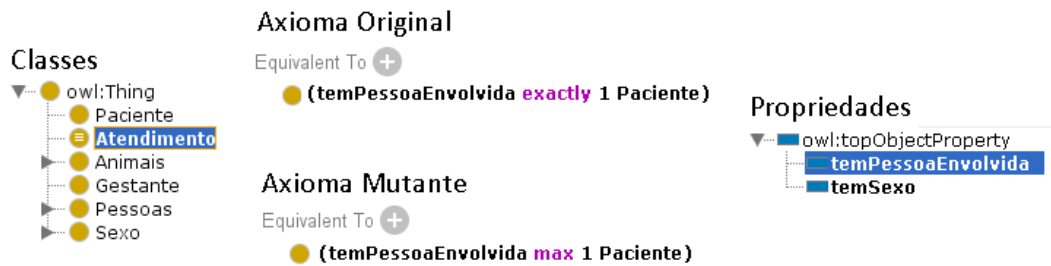 Classes
owl:Thing
Paciente
Atendimento
Animais
Gestante
Pessoas
Sexo
Axioma Original
Equivalent To
(temPessoaEnvolvida exactly 1 Paciente)
Axioma Mutante
Equivalent To
(temPessoaEnvolvida max 1 Paciente)
Propriedades
owl:topObjectProperty
temPessoaEnvolvida
temSexo